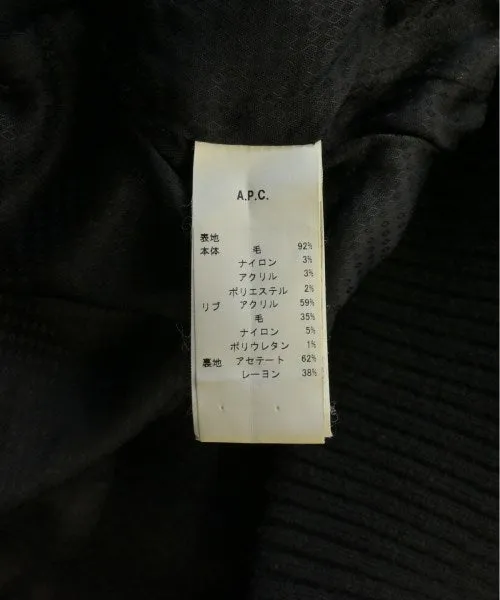 A.P.C.
表地
本体 毛 92%
ナイロン 3%
アクリル 3%
ポリエステル 2%
リブ アクリル 59%
毛 35%
ナイロン 5%
ポリウレタン 1%
裏地 アセテート 62%
レーヨン 38%